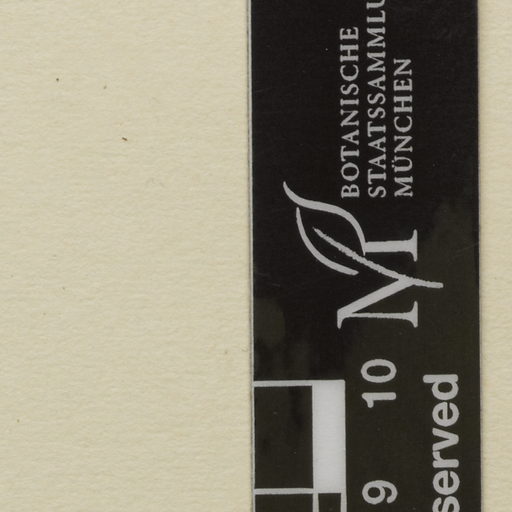 BOTANISCHE
STAATSSAMMLU
MÜNCHEN
M
9 10
served